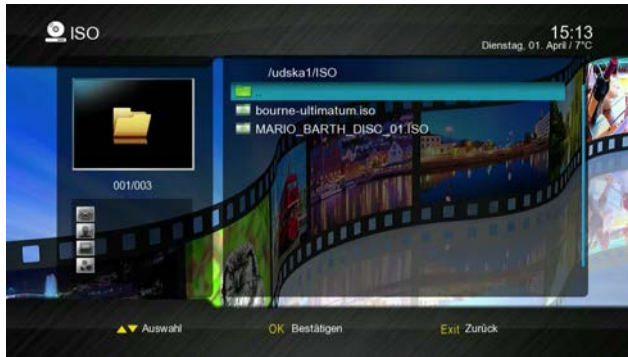 ISO
15:13
Dienstag, 01. April / 7°C
/udska1/ISO
..
bourne-ultimatum.iso
MARIO_BARTH_DISC_01.ISO
001/003
Auswahl
OK Bestätigen
Exit Zurück